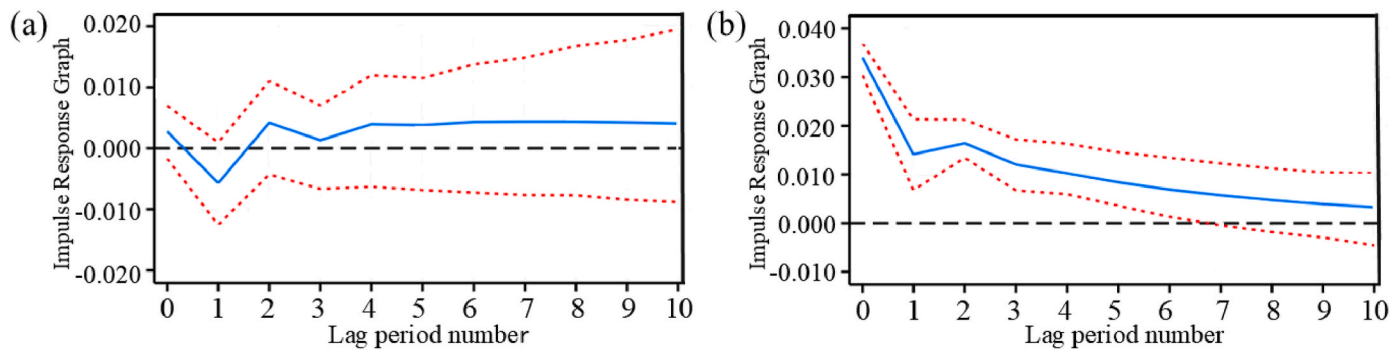 (a)
Impulse Response Graph
0.020
0.010
0.000
-0.010
-0.020
0 1 2 3 4 5 6 7 8 9 10
Lag period number
(b)
Impulse Response Graph
0.040
0.030
0.020
0.010
0.000
-0.010
0 1 2 3 4 5 6 7 8 9 10
Lag period number